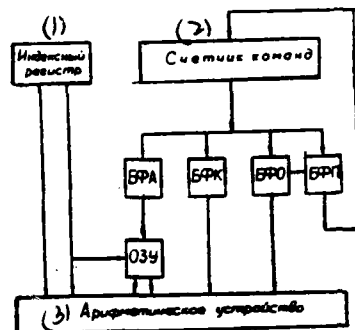 (1)
(2)
Индексный
регистр
Счетчик команд
БФА
БФК
БФО
БФП
ОЗУ
(3) Арифметическое устройство